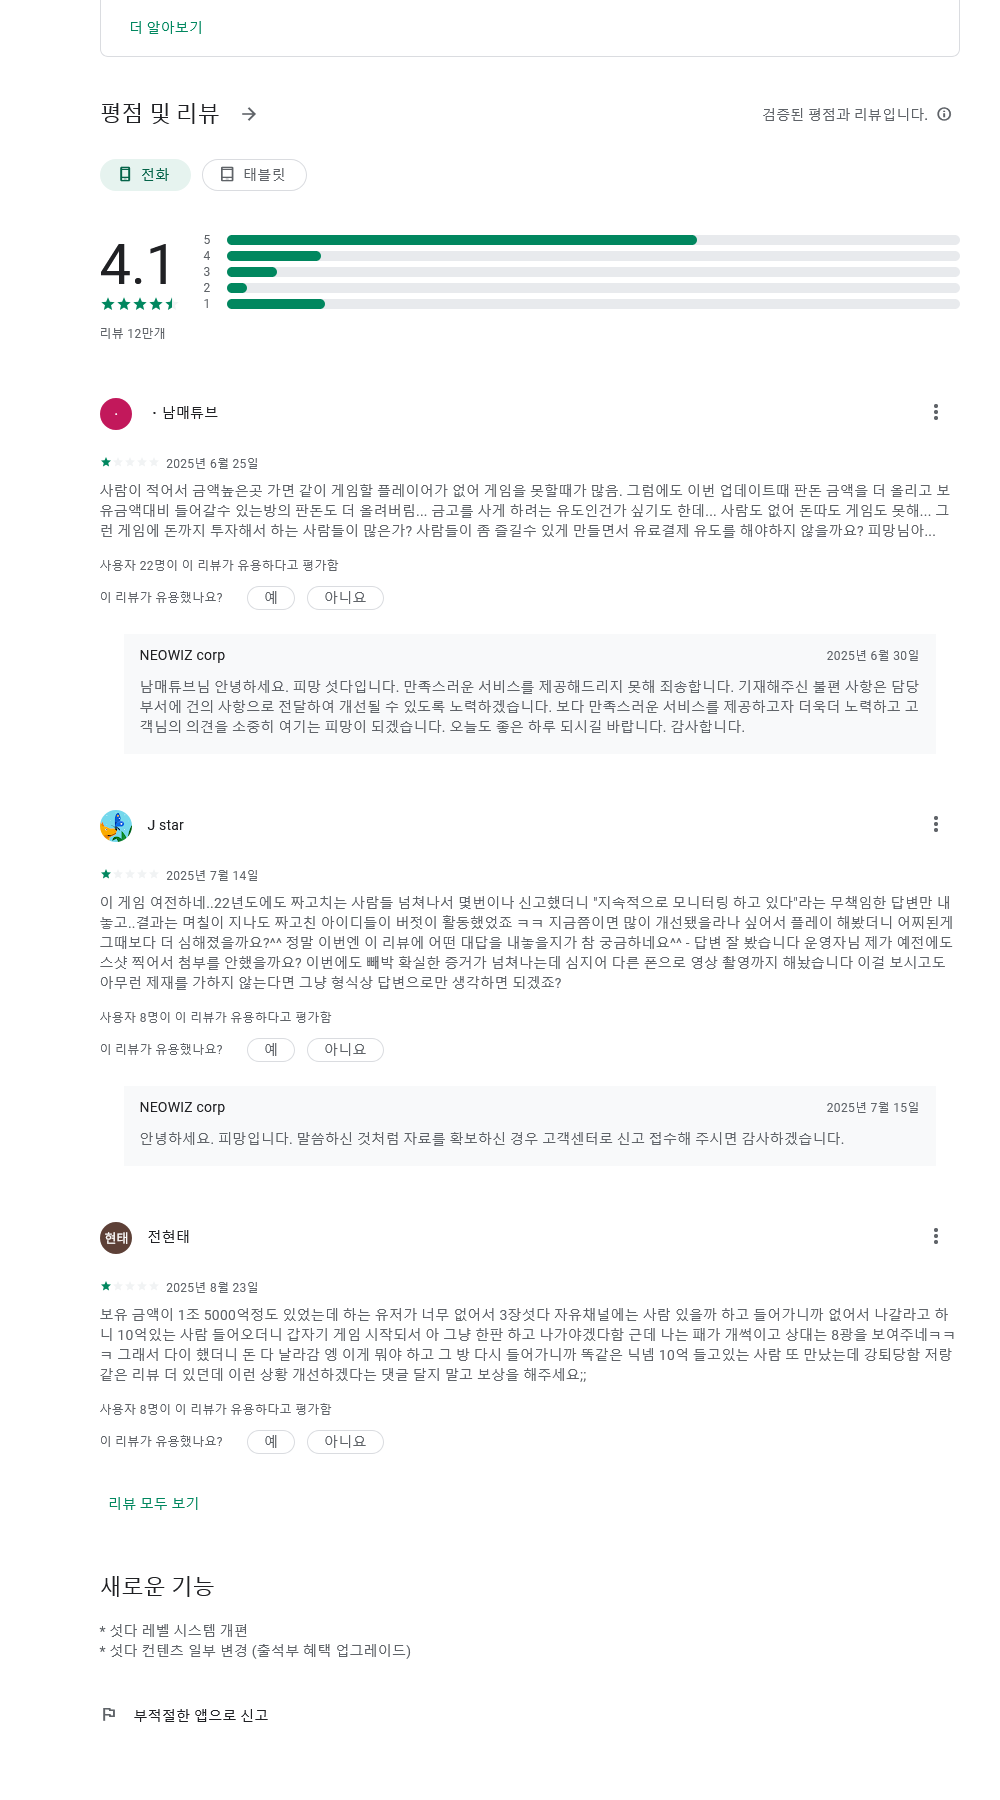 더 알아보기
평점 및 리뷰
검증된 평점과 리뷰입니다.
전화
태블릿
4.1
5
4
3
2
1
리뷰 12만개
· 남매튜브
2025년 6월 25일
사람이 적어서 금액높은곳 가면 같이 게임할 플레이어가 없어 게임을 못할때가 많음. 그럼에도 이번 업데이트때 판돈 금액을 더 올리고 보
유금액대비 들어갈수 있는방의 판돈도 더 올려버림... 금고를 사게 하려는 유도인건가 싶기도 한데... 사람도 없어 돈따도 게임도 못해... 그
런 게임에 돈까지 투자해서 하는 사람들이 많은가? 사람들이 좀 즐길수 있게 만들면서 유료결제 유도를 해야하지 않을까요? 피망님아...
사용자 22명이 이 리뷰가 유용하다고 평가함
이 리뷰가 유용했나요?
예
아니요
NEOWIZ corp
2025년 6월 30일
남매튜브님 안녕하세요. 피망 섯다입니다. 만족스러운 서비스를 제공해드리지 못해 죄송합니다. 기재해주신 불편 사항은 담당
부서에 건의 사항으로 전달하여 개선될 수 있도록 노력하겠습니다. 보다 만족스러운 서비스를 제공하고자 더욱더 노력하고 고
객님의 의견을 소중히 여기는 피망이 되겠습니다. 오늘도 좋은 하루 되시길 바랍니다. 감사합니다.
J star
2025년 7월 14일
이 게임 여전하네..22년도에도 짜고치는 사람들 넘쳐나서 몇번이나 신고했더니 "지속적으로 모니터링 하고 있다"라는 무책임한 답변만 내
놓고..결과는 며칠이 지나도 짜고친 아이디들이 버젓이 활동했었죠 ㅋㅋ 지금쯤이면 많이 개선됐을라나 싶어서 플레이 해봤더니 어찌된게
그때보다 더 심해졌을까요?^^ 정말 이번엔 이 리뷰에 어떤 대답을 내놓을지가 참 궁금하네요^^ - 답변 잘 봤습니다 운영자님 제가 예전에도
스샷 찍어서 첨부를 안했을까요? 이번에도 빼박 확실한 증거가 넘쳐나는데 심지어 다른 폰으로 영상 촬영까지 해놨습니다 이걸 보시고도
아무런 제재를 가하지 않는다면 그냥 형식상 답변으로만 생각하면 되겠죠?
사용자 8명이 이 리뷰가 유용하다고 평가함
이 리뷰가 유용했나요?
예
아니요
NEOWIZ corp
2025년 7월 15일
안녕하세요. 피망입니다. 말씀하신 것처럼 자료를 확보하신 경우 고객센터로 신고 접수해 주시면 감사하겠습니다.
현태
전현태
2025년 8월 23일
보유 금액이 1조 5000억정도 있었는데 하는 유저가 너무 없어서 3장섯다 자유채널에는 사람 있을까 하고 들어가니까 없어서 나갈라고 하
니 10억있는 사람 들어오더니 갑자기 게임 시작되서 아 그냥 한판 하고 나가야겠다함 근데 나는 패가 개썩이고 상대는 8광을 보여주네ㅋㅋ
ㅋ 그래서 다이 했더니 돈 다 날라감 엥 이게 뭐야 하고 그 방 다시 들어가니까 똑같은 닉넴 10억 들고있는 사람 또 만났는데 강퇴당함 저랑
같은 리뷰 더 있던데 이런 상황 개선하겠다는 댓글 달지 말고 보상을 해주세요;;
사용자 8명이 이 리뷰가 유용하다고 평가함
이 리뷰가 유용했나요?
예
아니요
리뷰 모두 보기
새로운 기능
* 섯다 레벨 시스템 개편
* 섯다 컨텐츠 일부 변경 (출석부 혜택 업그레이드)
부적절한 앱으로 신고